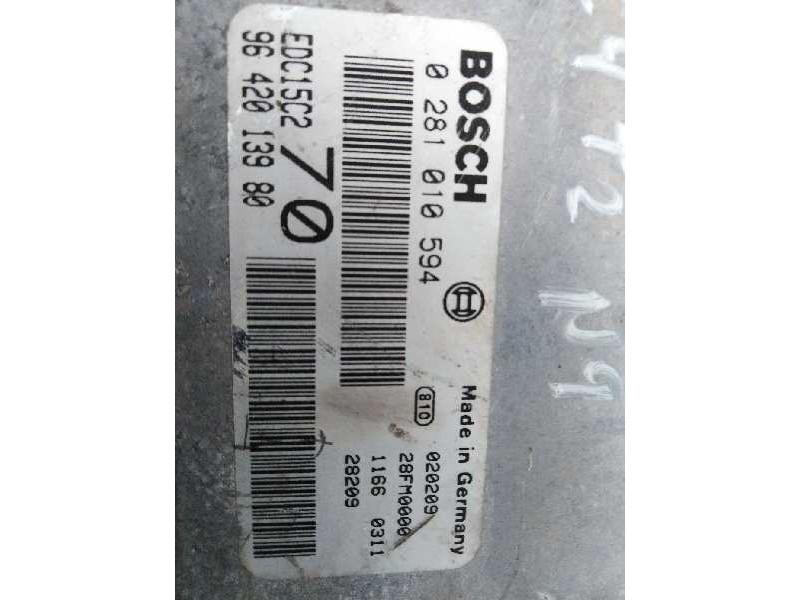 BOSCH
0 281 010 594
EDC15C2
70
96 420 139 80
Made in Germany
810
020209
28FM0000
1166 0311
28209